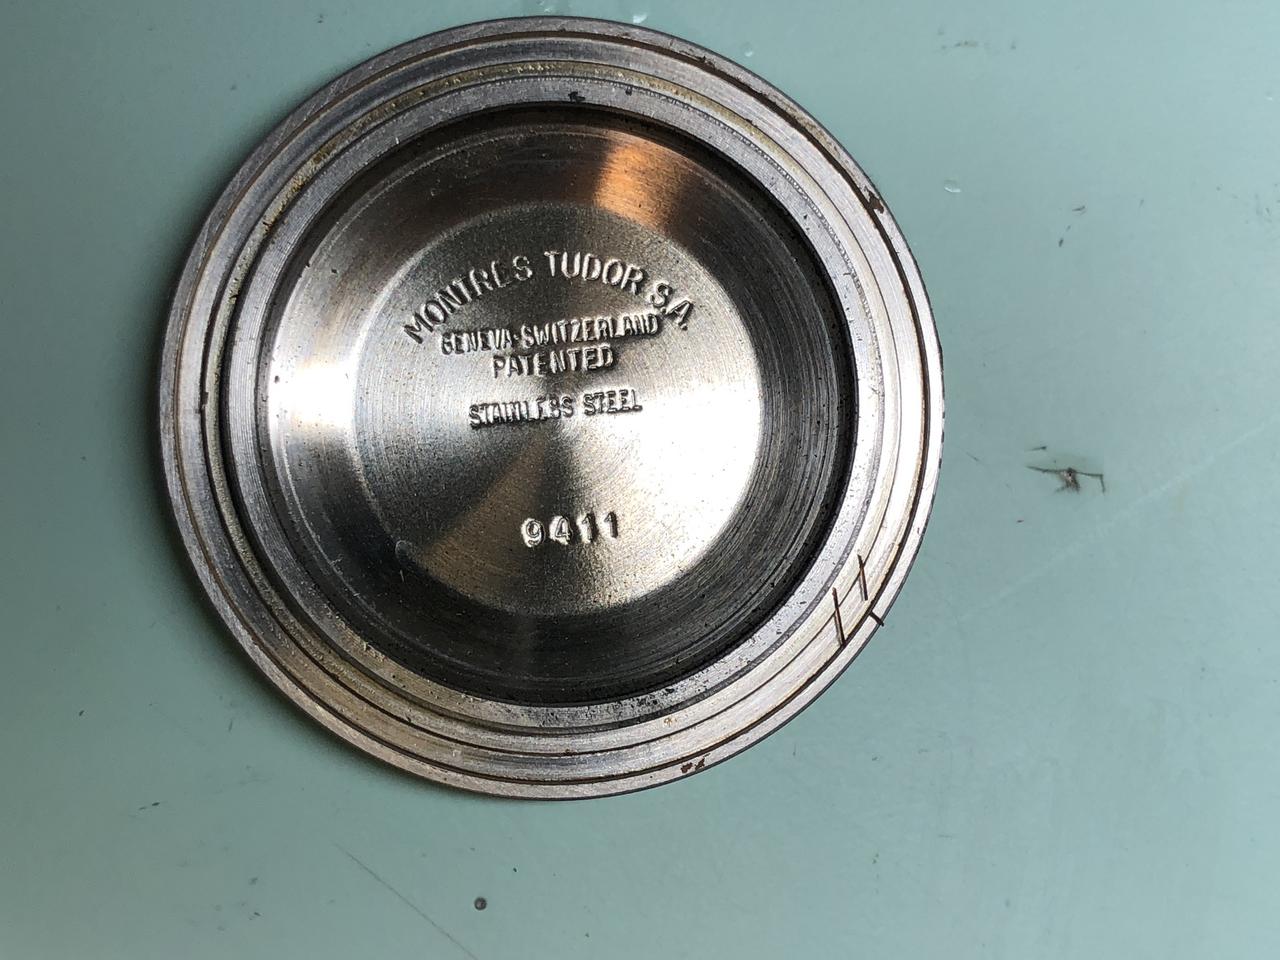 MONTRES TUDOR S.A.
GENEVA-SWITZERLAND
PATENTED
STAINLESS STEEL
9411